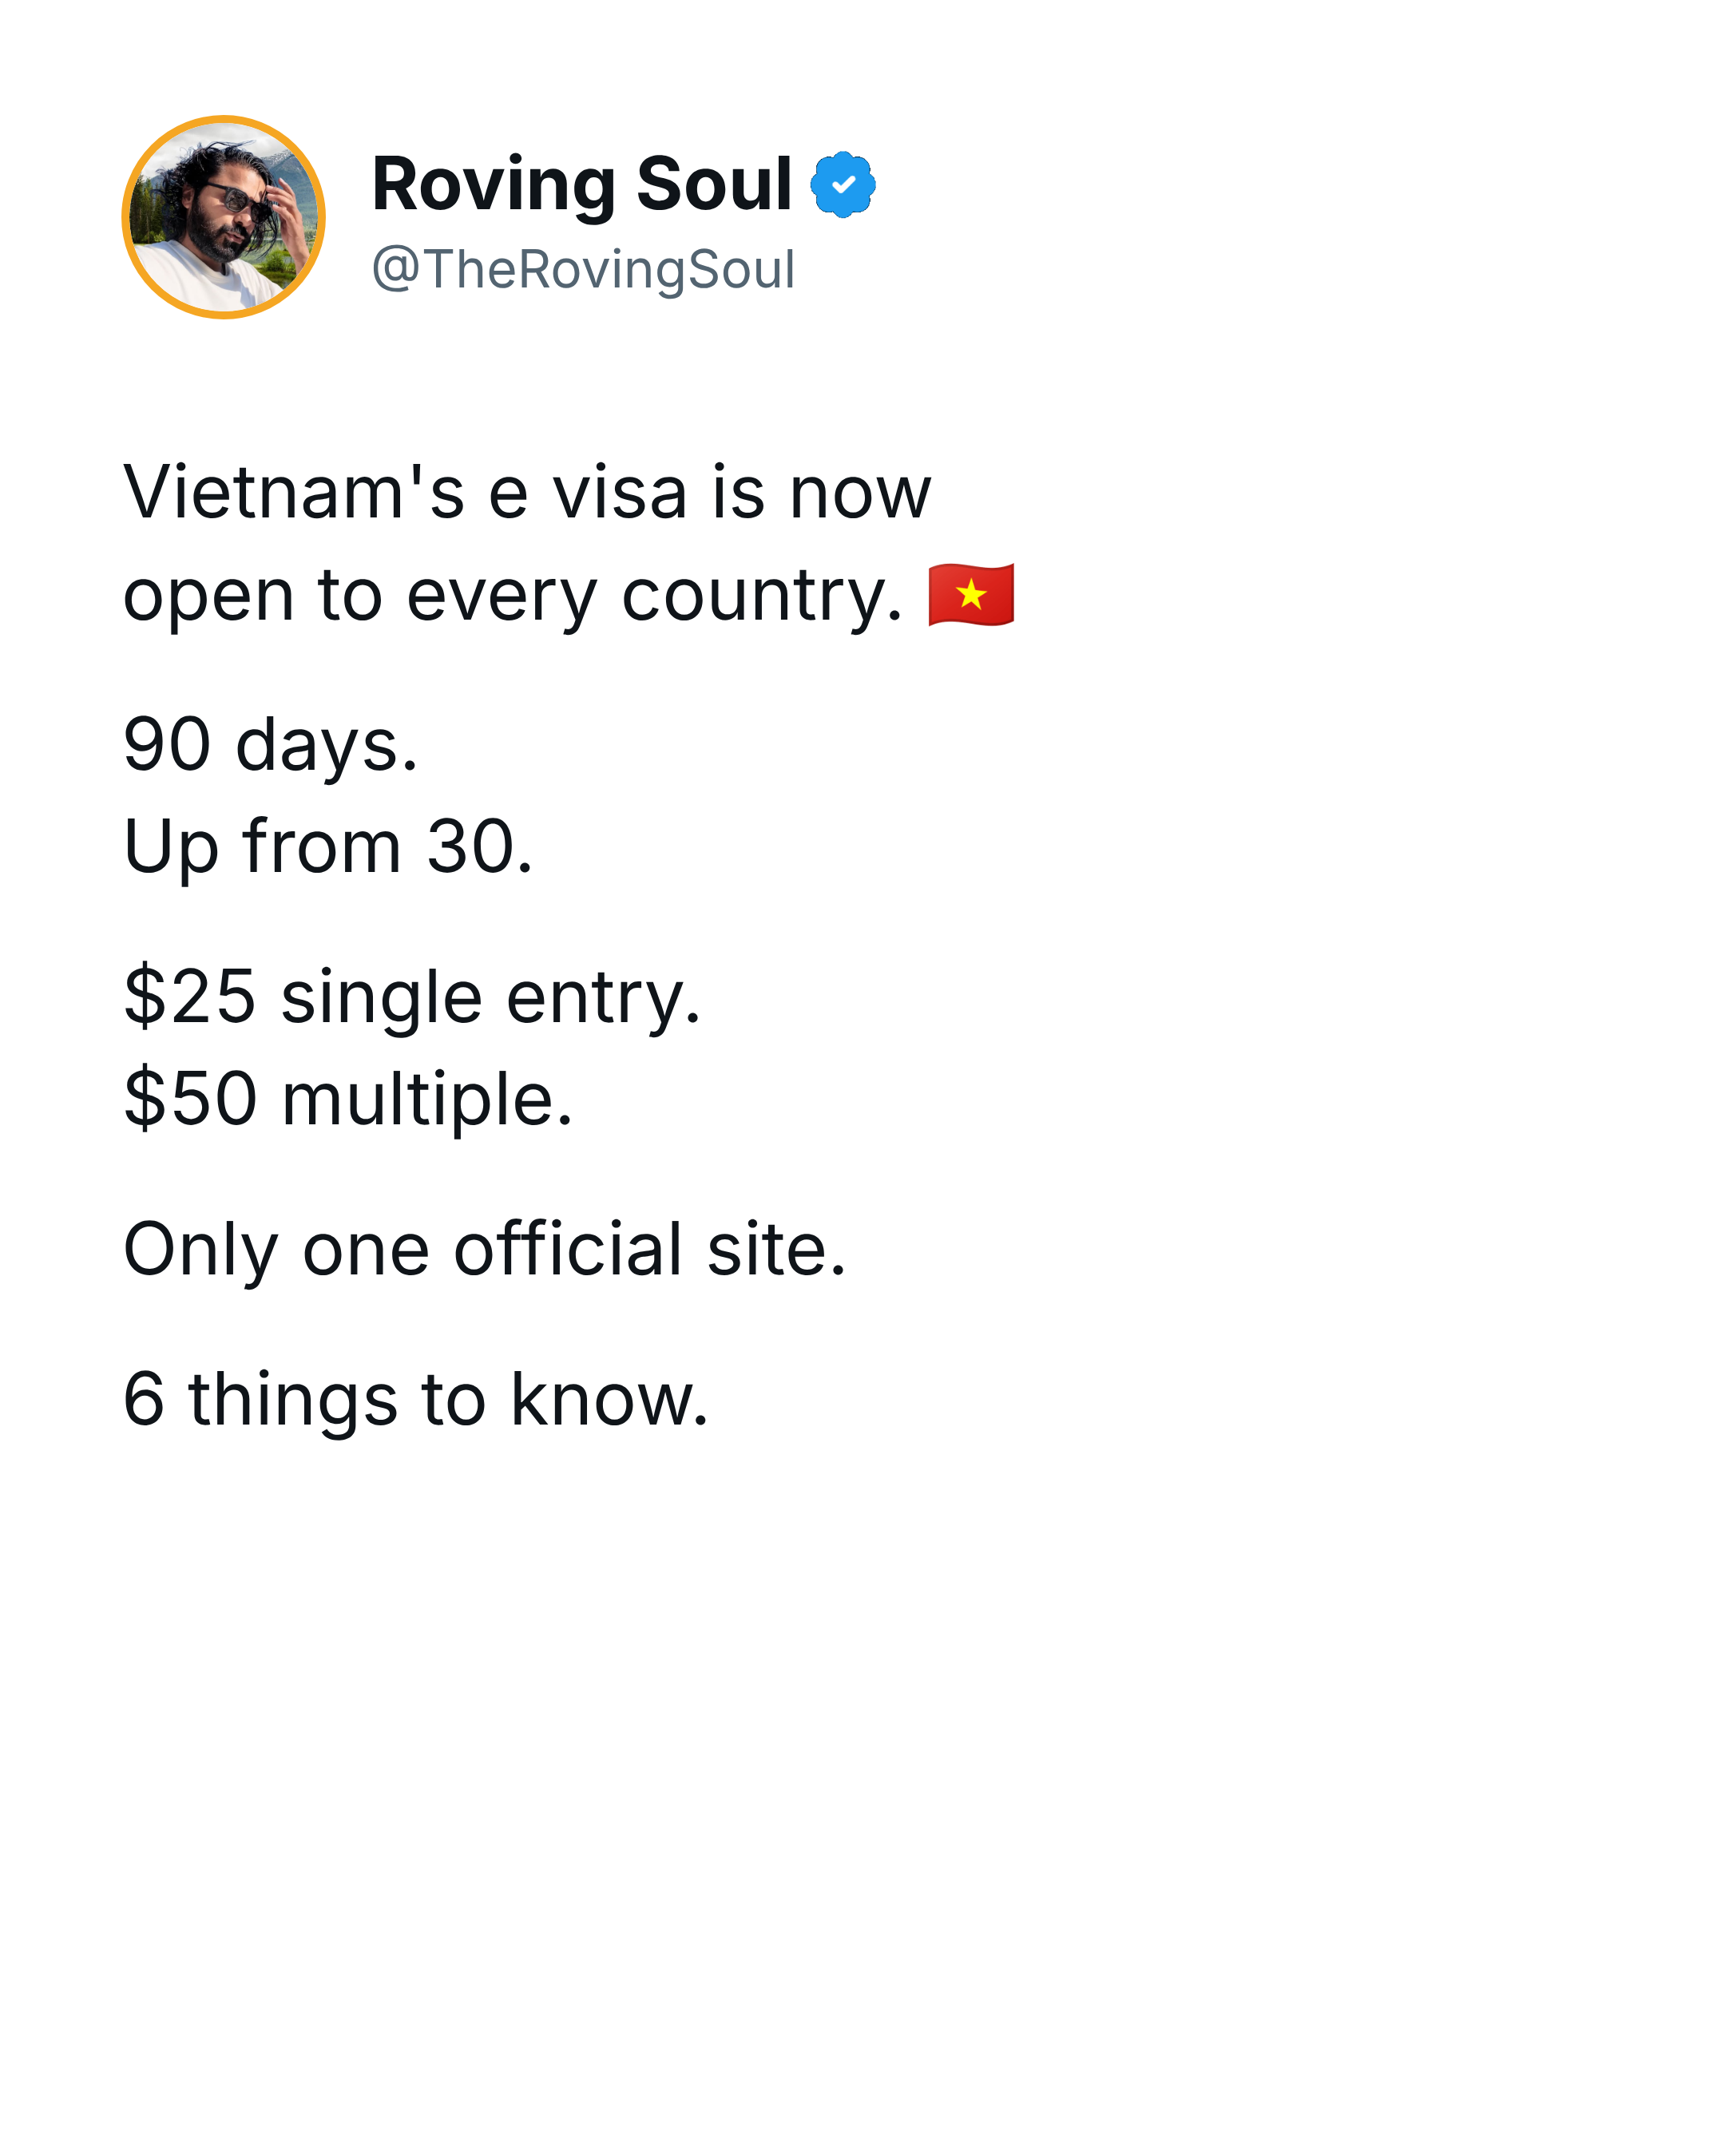 Roving Soul
@TheRovingSoul
Vietnam's e visa is now
open to every country. 🇻🇳
90 days.
Up from 30.
$25 single entry.
$50 multiple.
Only one official site.
6 things to know.